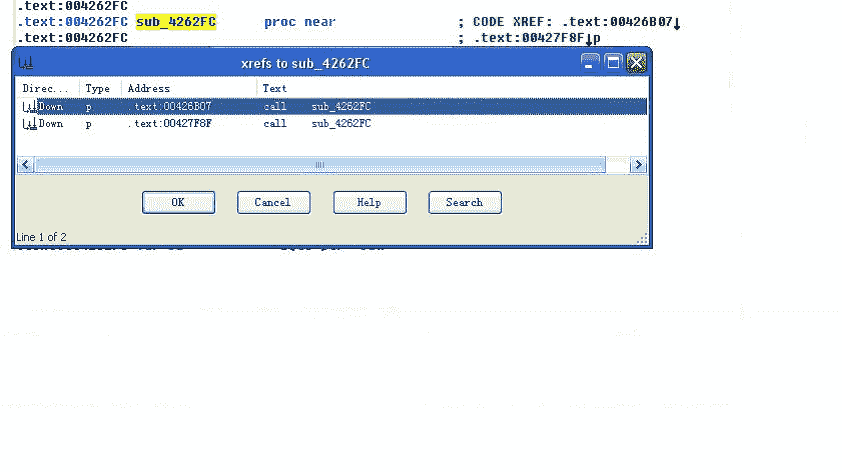 .text:004262FC
.text:004262FC sub_4262FC proc near ; CODE XREF: .text:00426B07↓
.text:004262FC ; .text:00427F8F↓p
xrefs to sub_4262FC
Direc... Type Address Text
Down p .text:00426B07 call sub_4262FC
Down p .text:00427F8F call sub_4262FC
OK Cancel Help Search
Line 1 of 2